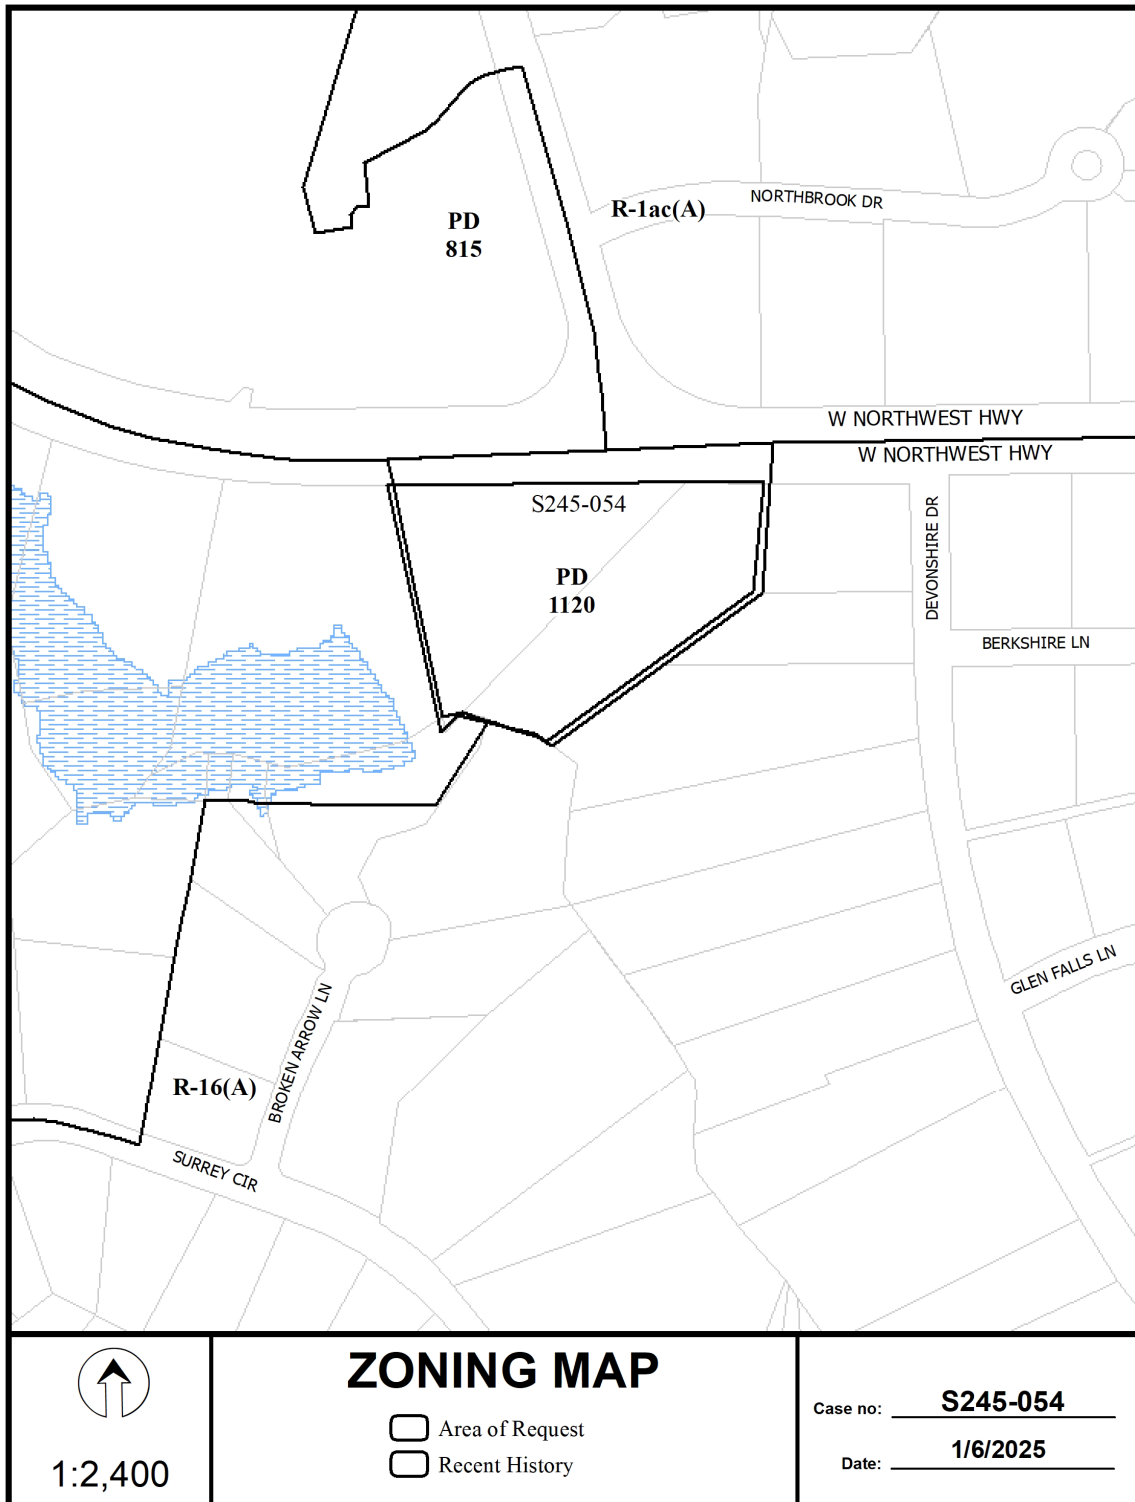 NORTHBROOK DR
R-1ac(A)
PD
815
W NORTHWEST HWY
W NORTHWEST HWY
S245-054
DEVONSHIRE DR
PD
1120
BERKSHIRE LN
GLEN FALLS LN
BROKEN ARROW LN
R-16(A)
SURREY CIR
1:2,400
ZONING MAP
Area of Request
Recent History
Case no: S245-054
Date: 1/6/2025